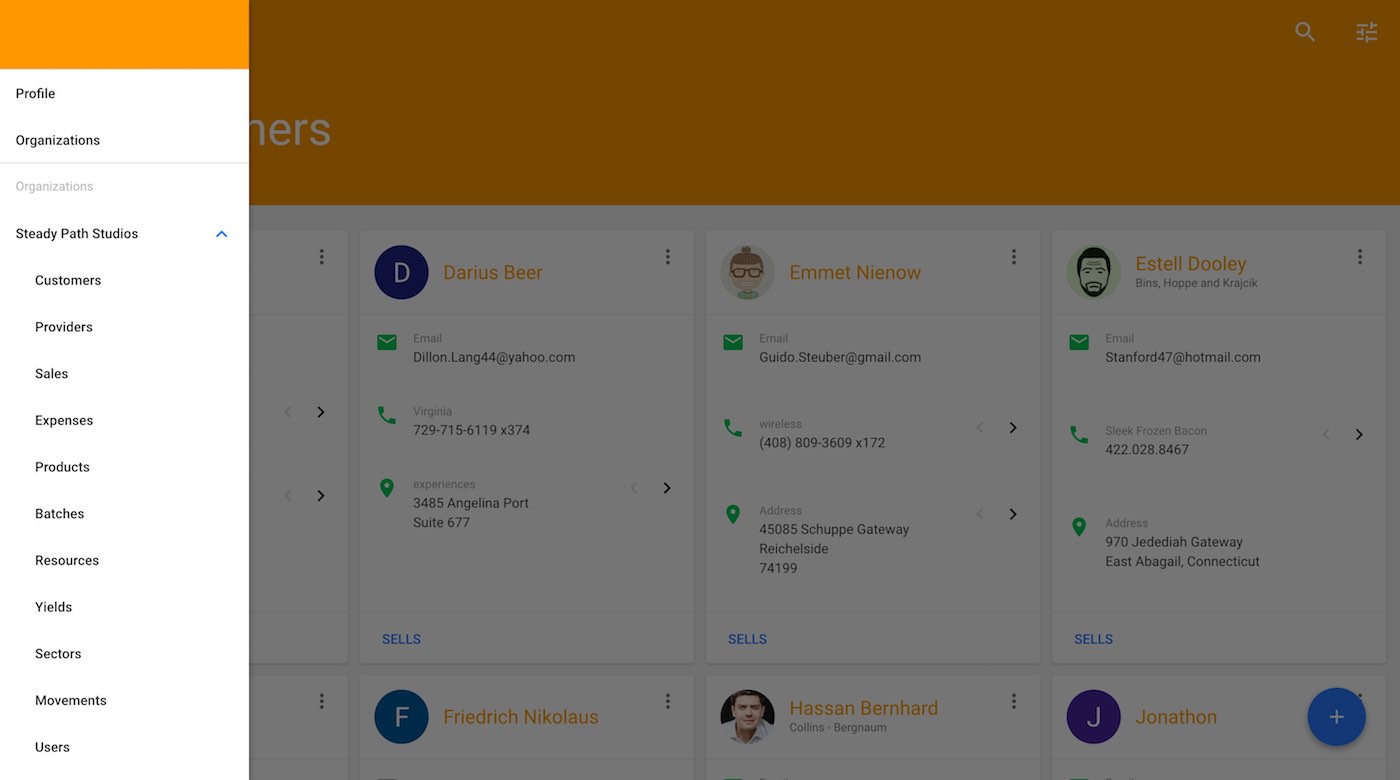 Profile
Organizations
Organizations
Steady Path Studios
Customers
Providers
Sales
Expenses
Products
Batches
Resources
Yields
Sectors
Movements
Users
mers
D
Darius Beer
Email
Dillon.Lang44@yahoo.com
Virginia
729-715-6119 x374
experiences
3485 Angelina Port
Suite 677
SELLS
Emmet Nienow
Email
Guido.Steuber@gmail.com
wireless
(408) 809-3609 x172
Address
45085 Schuppe Gateway
Reichelside
74199
SELLS
Estell Dooley
Bins, Hoppe and Krajcik
Email
Stanford47@hotmail.com
Sleek Frozen Bacon
422.028.8467
Address
970 Jedediah Gateway
East Abagail, Connecticut
SELLS
F
Friedrich Nikolaus
Email
Hassan Bernhard
Collins - Bergnaum
Email
J
Jonathon
Email